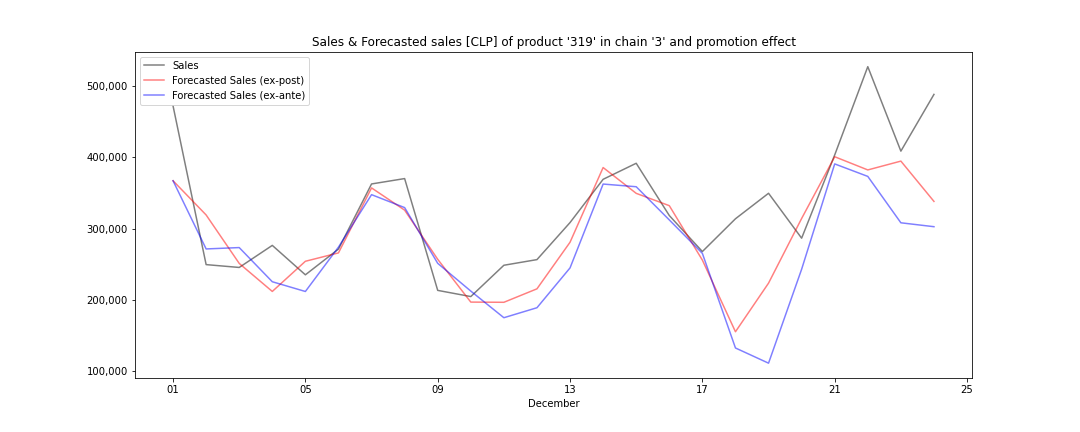 Sales & Forecasted sales [CLP] of product '319' in chain '3' and promotion effect
Sales
Forecasted Sales (ex-post)
Forecasted Sales (ex-ante)
500,000
400,000
300,000
200,000
100,000
01 05 09 13 17 21 25
December